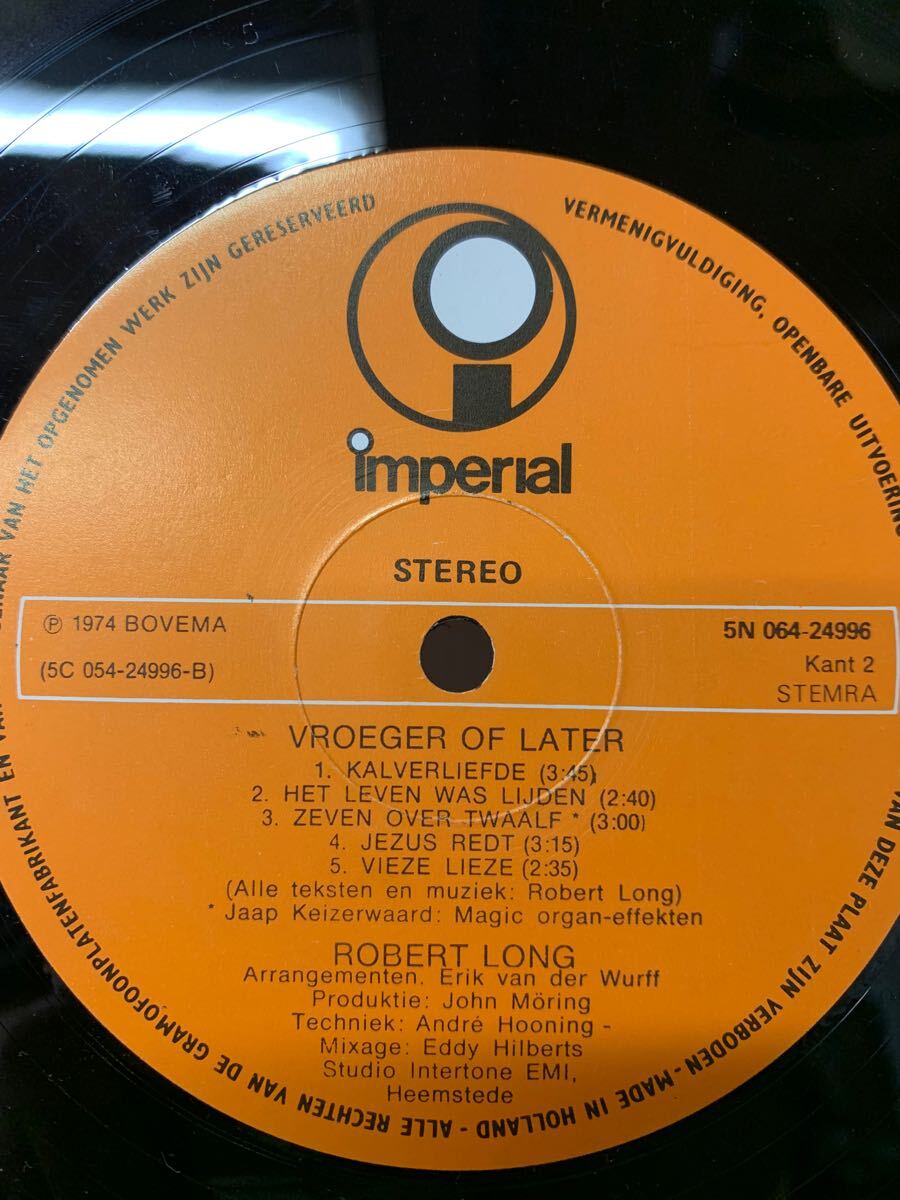 imperial
STEREO
℗ 1974 BOVEMA
(5C 054-24996-B)
5N 064-24996
Kant 2
STEMRA
VROEGER OF LATER
1. KALVERLIEFDE (3:45)
2. HET LEVEN WAS LIJDEN (2:40)
3. ZEVEN OVER TWAALF * (3:00)
4. JEZUS REDT (3:15)
5. VIEZE LIEZE (2:35)
(Alle teksten en muziek: Robert Long)
* Jaap Keizerwaard: Magic organ-effekten
ROBERT LONG
Arrangementen. Erik van der Wurff
Produktie: John Möring
Techniek: André Hooning -
Mixage: Eddy Hilberts
Studio Intertone EMI,
Heemstede
VERMENIGVULDIGING, OPENBARE UITVOERING
VAN DEZE PLAAT ZIJN VERBODEN - MADE IN HOLLAND - ALLE RECHTEN VAN DE GRAMOFOONPLATENFABRIKANT EN
VAN HET OPGENOMEN WERK ZIJN GERESERVEERD